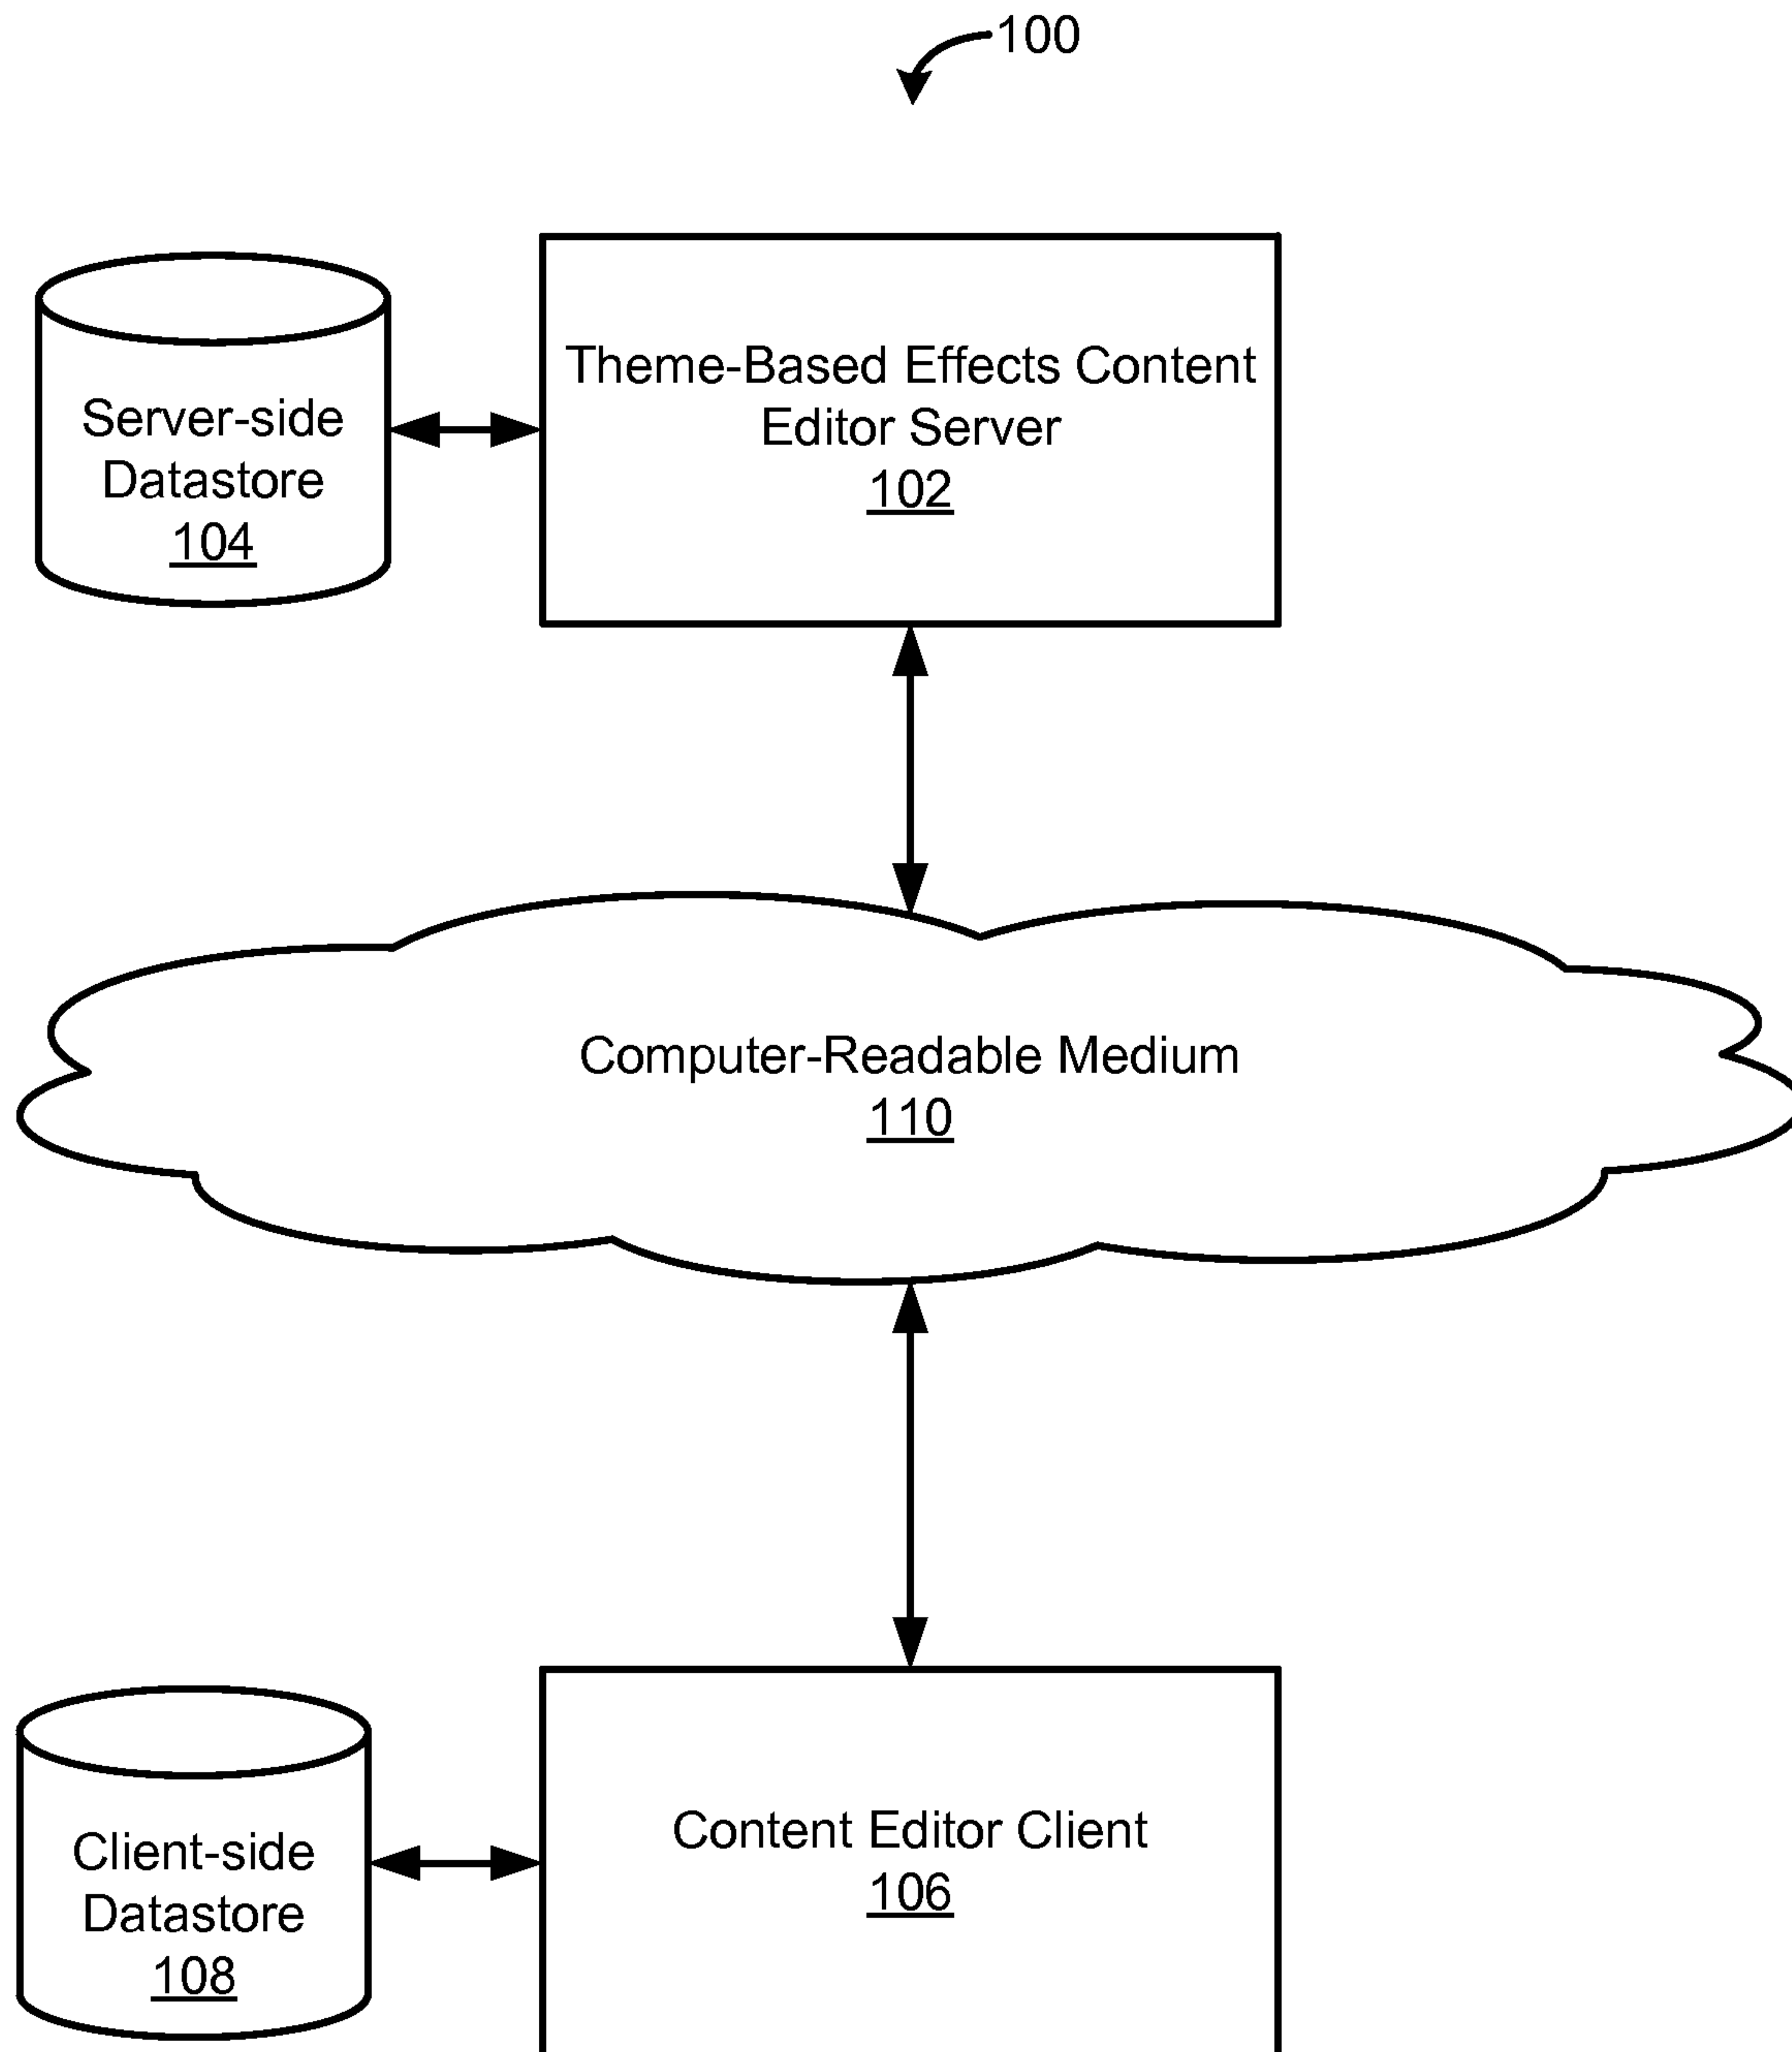 100
Theme-Based Effects Content
Editor Server
102
Server-side
Datastore
104
Computer-Readable Medium
110
Content Editor Client
106
Client-side
Datastore
108